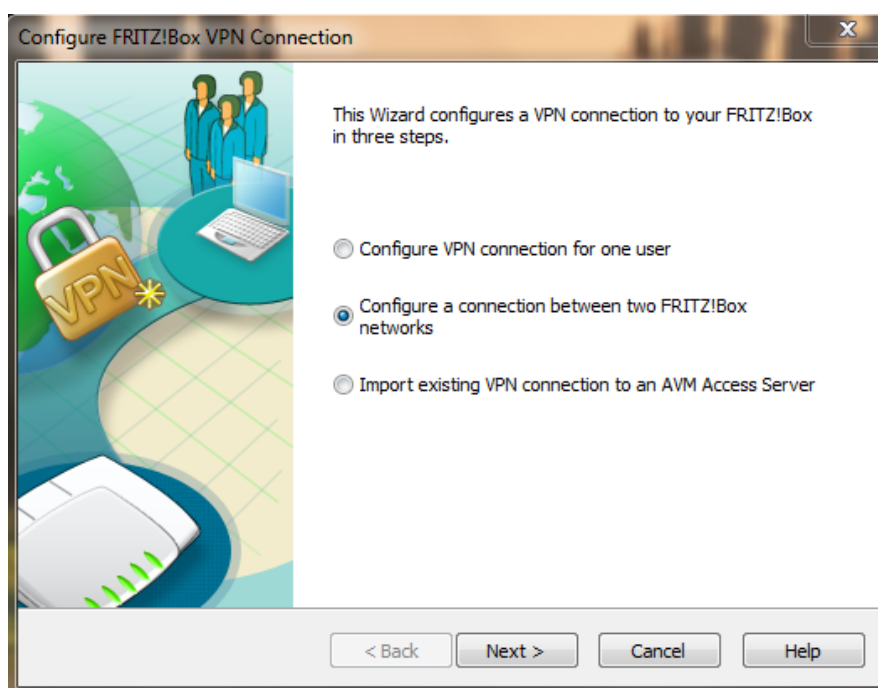 Configure FRITZ!Box VPN Connection
x
This Wizard configures a VPN connection to your FRITZ!Box
in three steps.
Configure VPN connection for one user
Configure a connection between two FRITZ!Box
networks
Import existing VPN connection to an AVM Access Server
VPN
< Back Next > Cancel Help